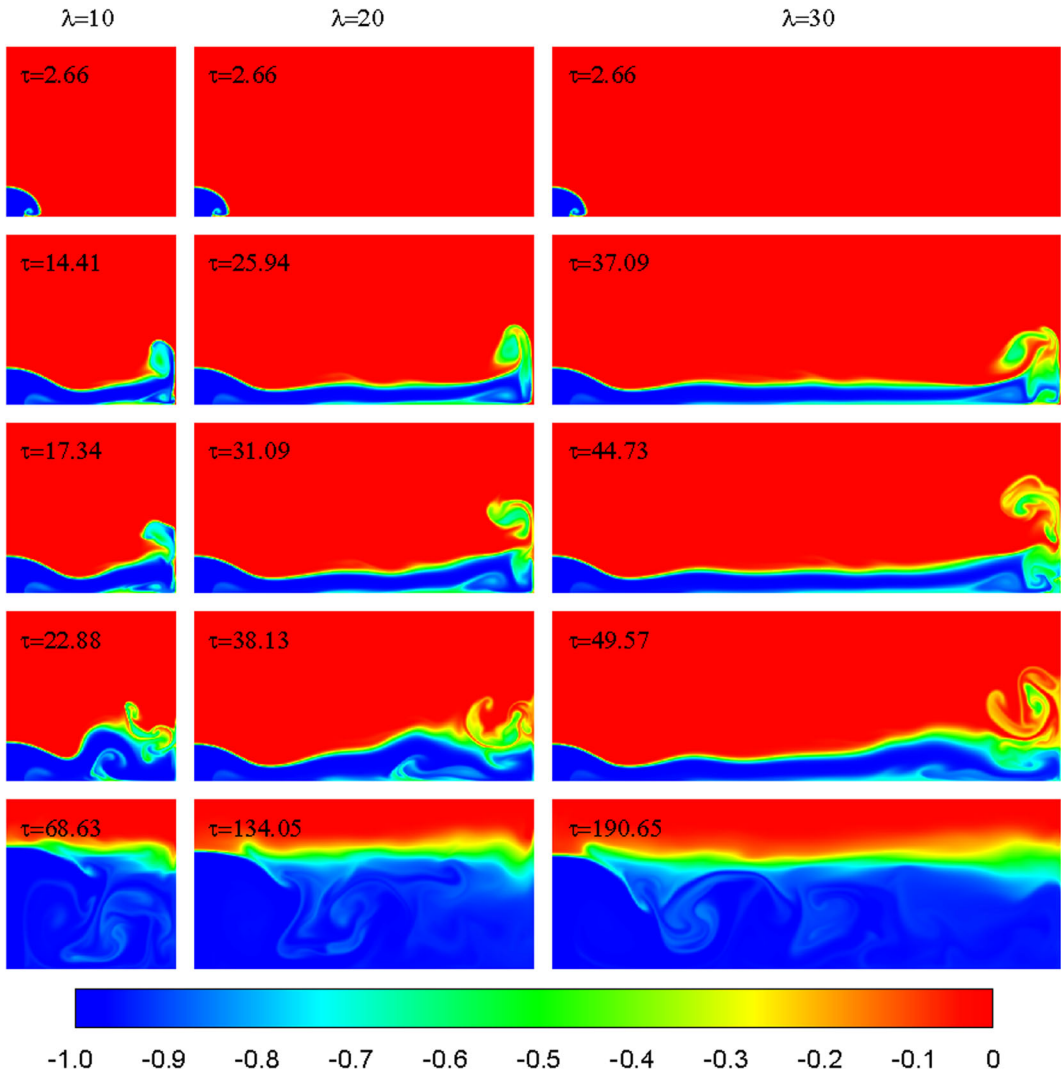 λ=10 λ=20 λ=30
τ=2.66 τ=2.66 τ=2.66
τ=14.41 τ=25.94 τ=37.09
τ=17.34 τ=31.09 τ=44.73
τ=22.88 τ=38.13 τ=49.57
τ=68.63 τ=134.05 τ=190.65
-1.0 -0.9 -0.8 -0.7 -0.6 -0.5 -0.4 -0.3 -0.2 -0.1 0